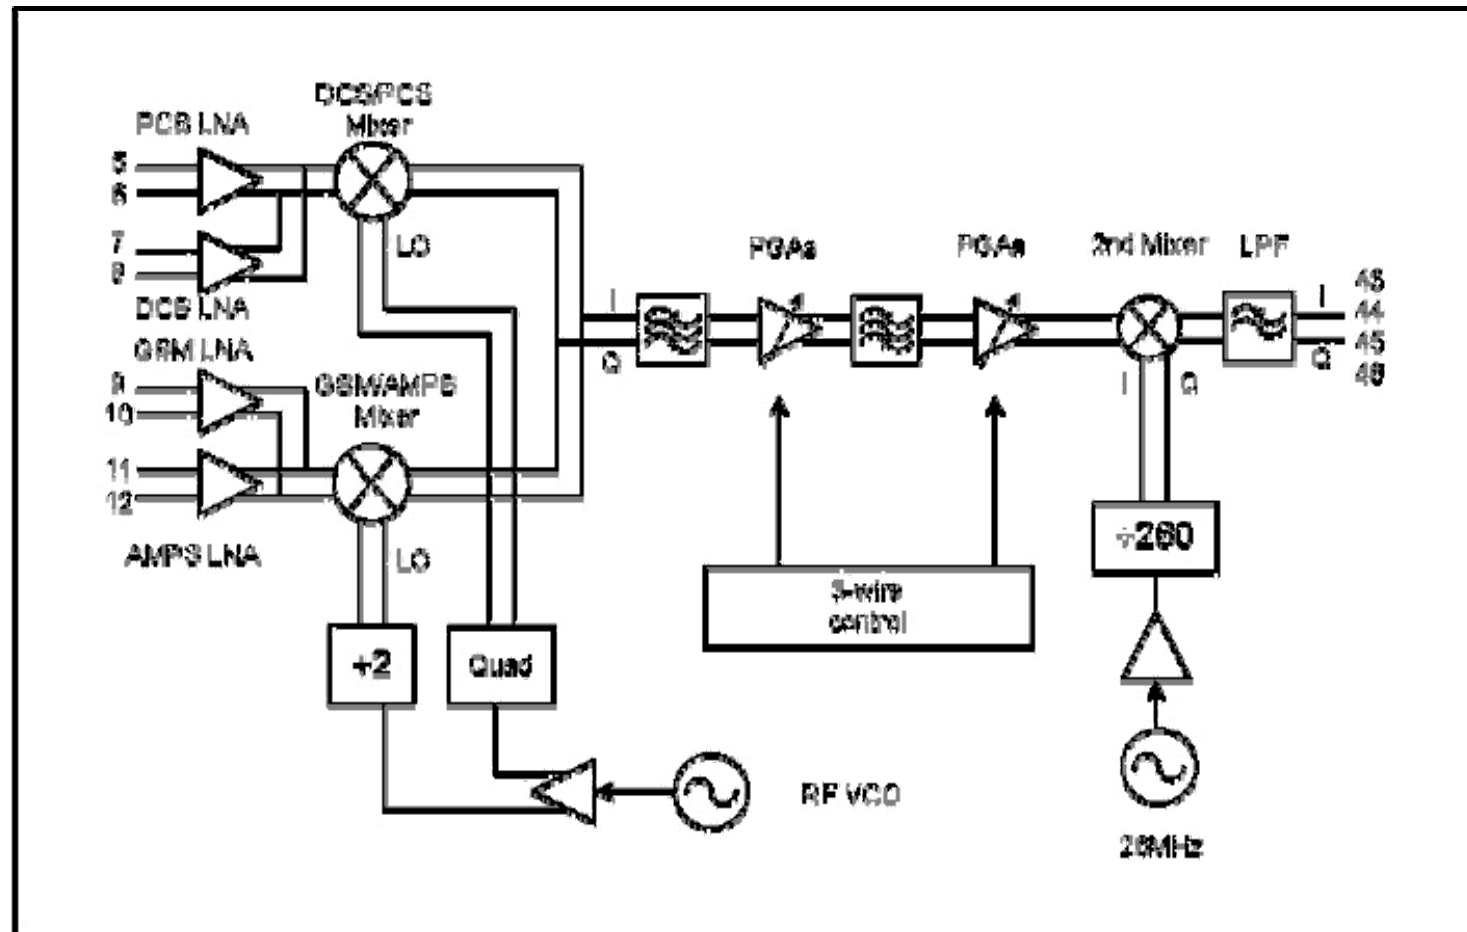 DCS/PCS
Mixer
PCS LNA
5
6
7
8
LO
DCS LNA
GSM LNA
9
10
11
12
GSM/AMPS
Mixer
AMPS LNA
LO
÷2
Quad
RF VCO
I
Q
PGAs
PGAs
3-wire
control
2nd Mixer
I
Q
÷260
26MHz
LPF
I
Q
43
44
45
46